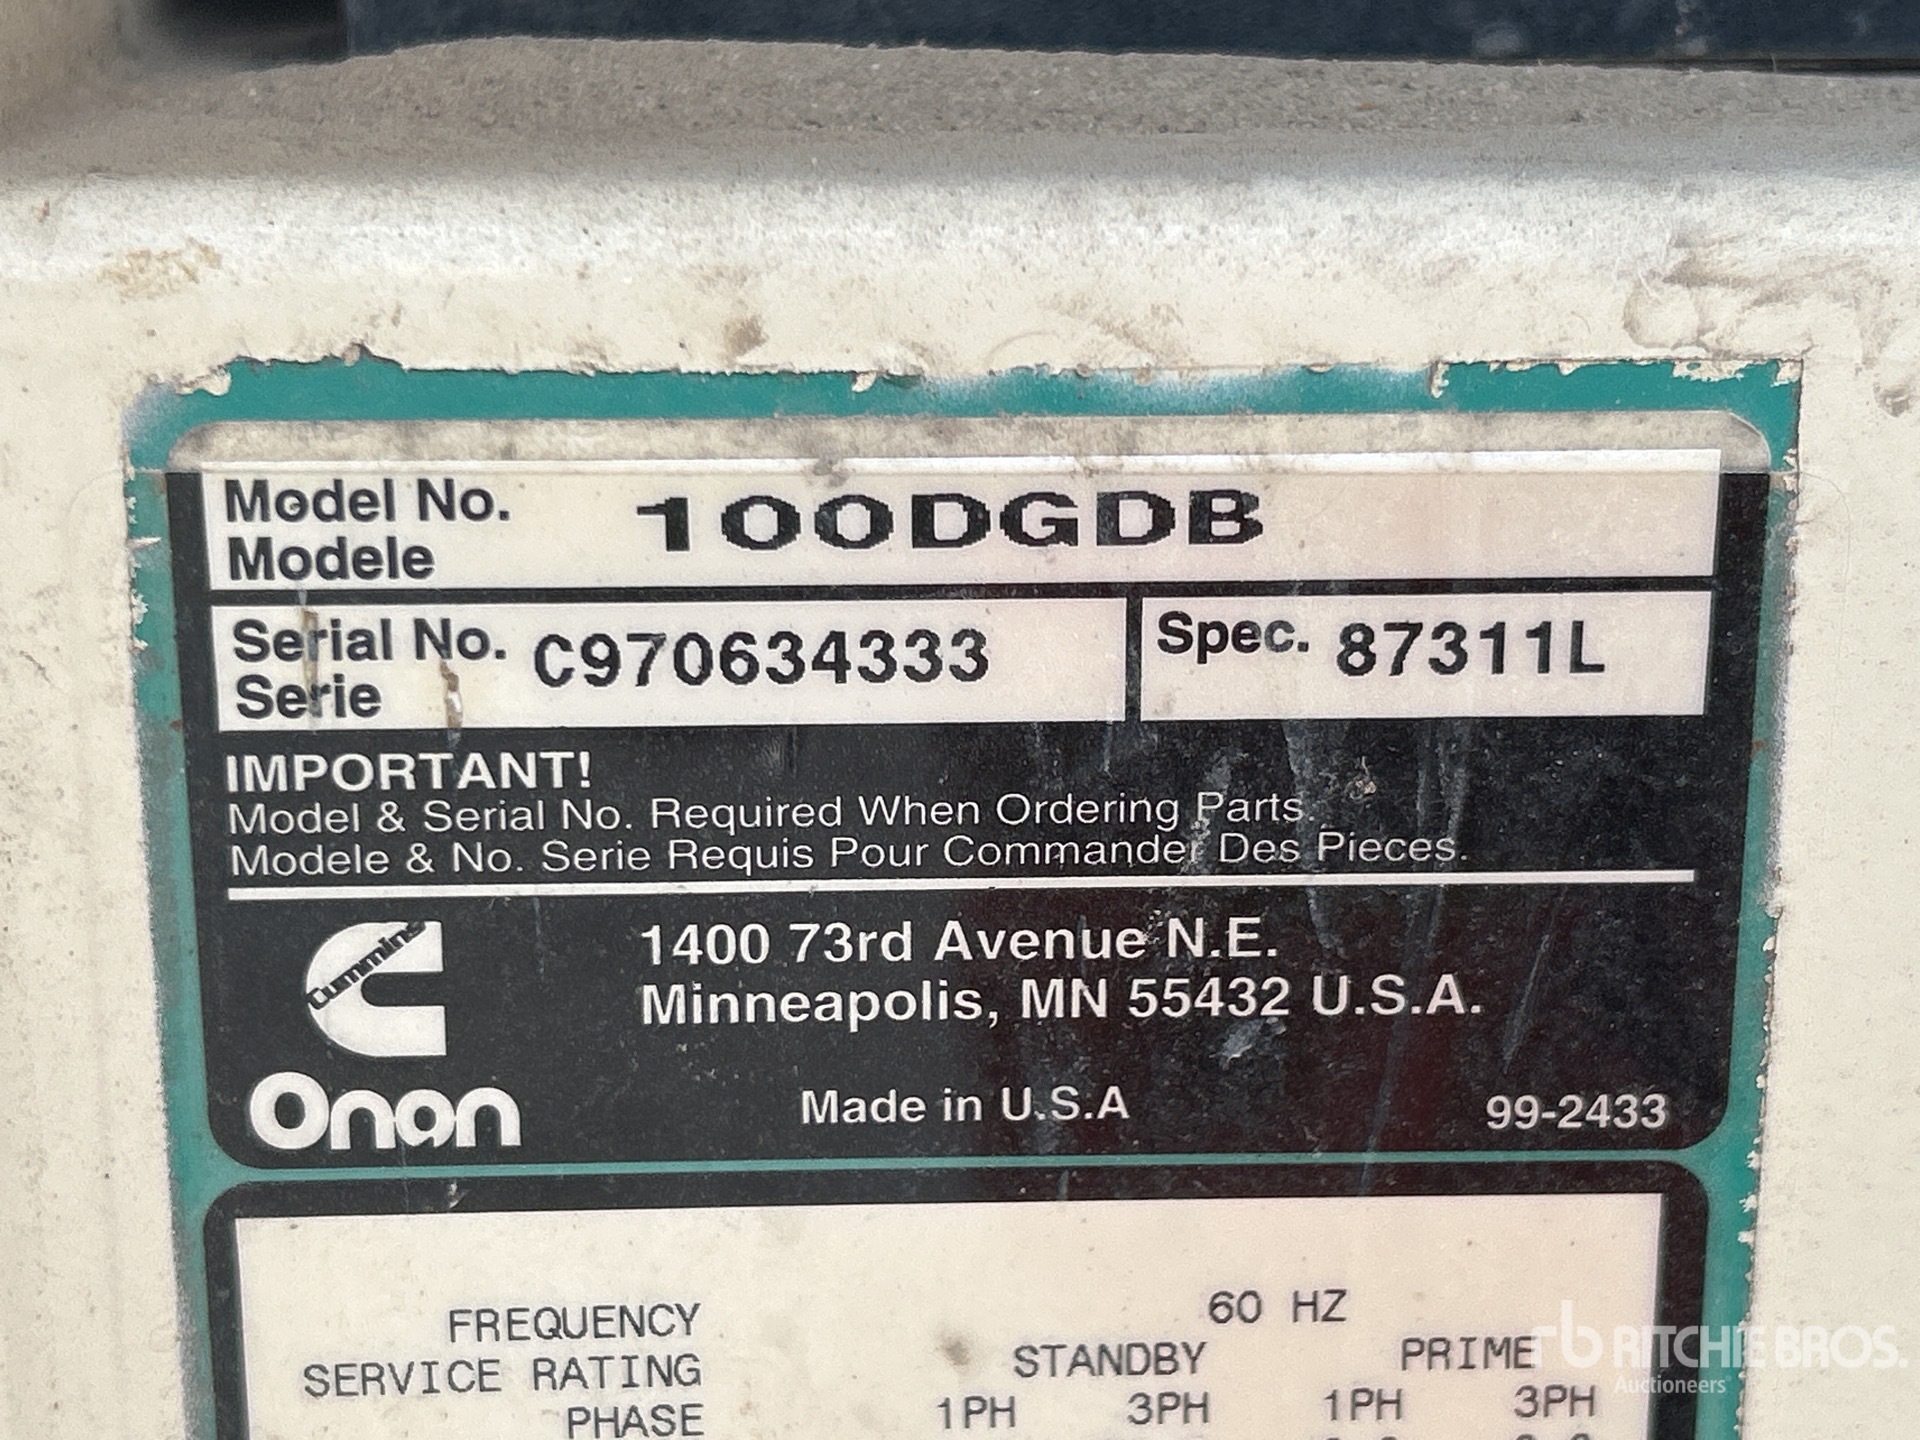 Model No. 100DGDB
Modele
Serial No. C970634333
Serie
Spec. 87311L
IMPORTANT!
Model & Serial No. Required When Ordering Parts.
Modele & No. Serie Requis Pour Commander Des Pieces.
Cummins
Onan
1400 73rd Avenue N.E.
Minneapolis, MN 55432 U.S.A.
Made in U.S.A
99-2433
FREQUENCY 60 HZ
SERVICE RATING STANDBY PRIME
PHASE 1PH 3PH 1PH 3PH
rb RITCHIE BROS.
Auctioneers